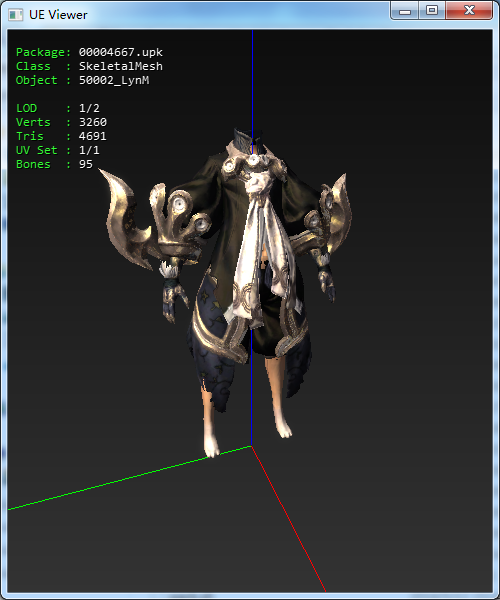 UE Viewer
Package: 00004667.upk
Class  : SkeletalMesh
Object : 50002_LynM
LOD    : 1/2
Verts  : 3260
Tris   : 4691
UV Set : 1/1
Bones  : 95